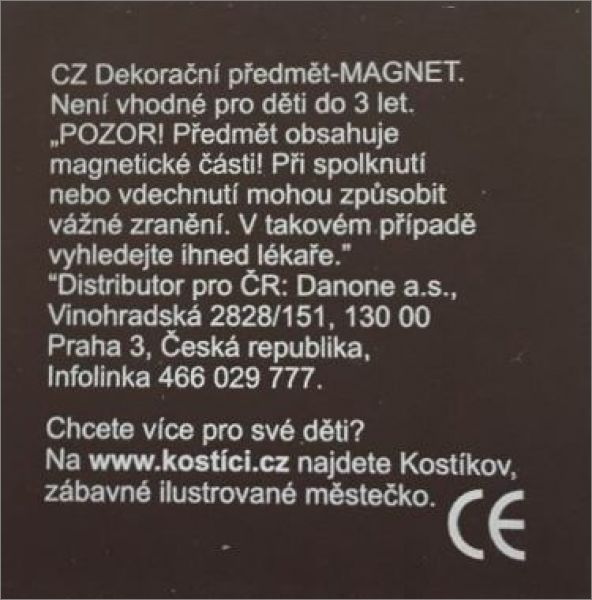 CZ Dekorační předmět-MAGNET.
Není vhodné pro děti do 3 let.
„POZOR! Předmět obsahuje
magnetické části! Při spolknutí
nebo vdechnutí mohou způsobit
vážné zranění. V takovém případě
vyhledejte ihned lékaře.”
“Distributor pro ČR: Danone a.s.,
Vinohradská 2828/151, 130 00
Praha 3, Česká republika,
Infolinka 466 029 777.
Chcete více pro své děti?
Na www.kostíci.cz najdete Kostíkov,
zábavné ilustrované městečko.
CE